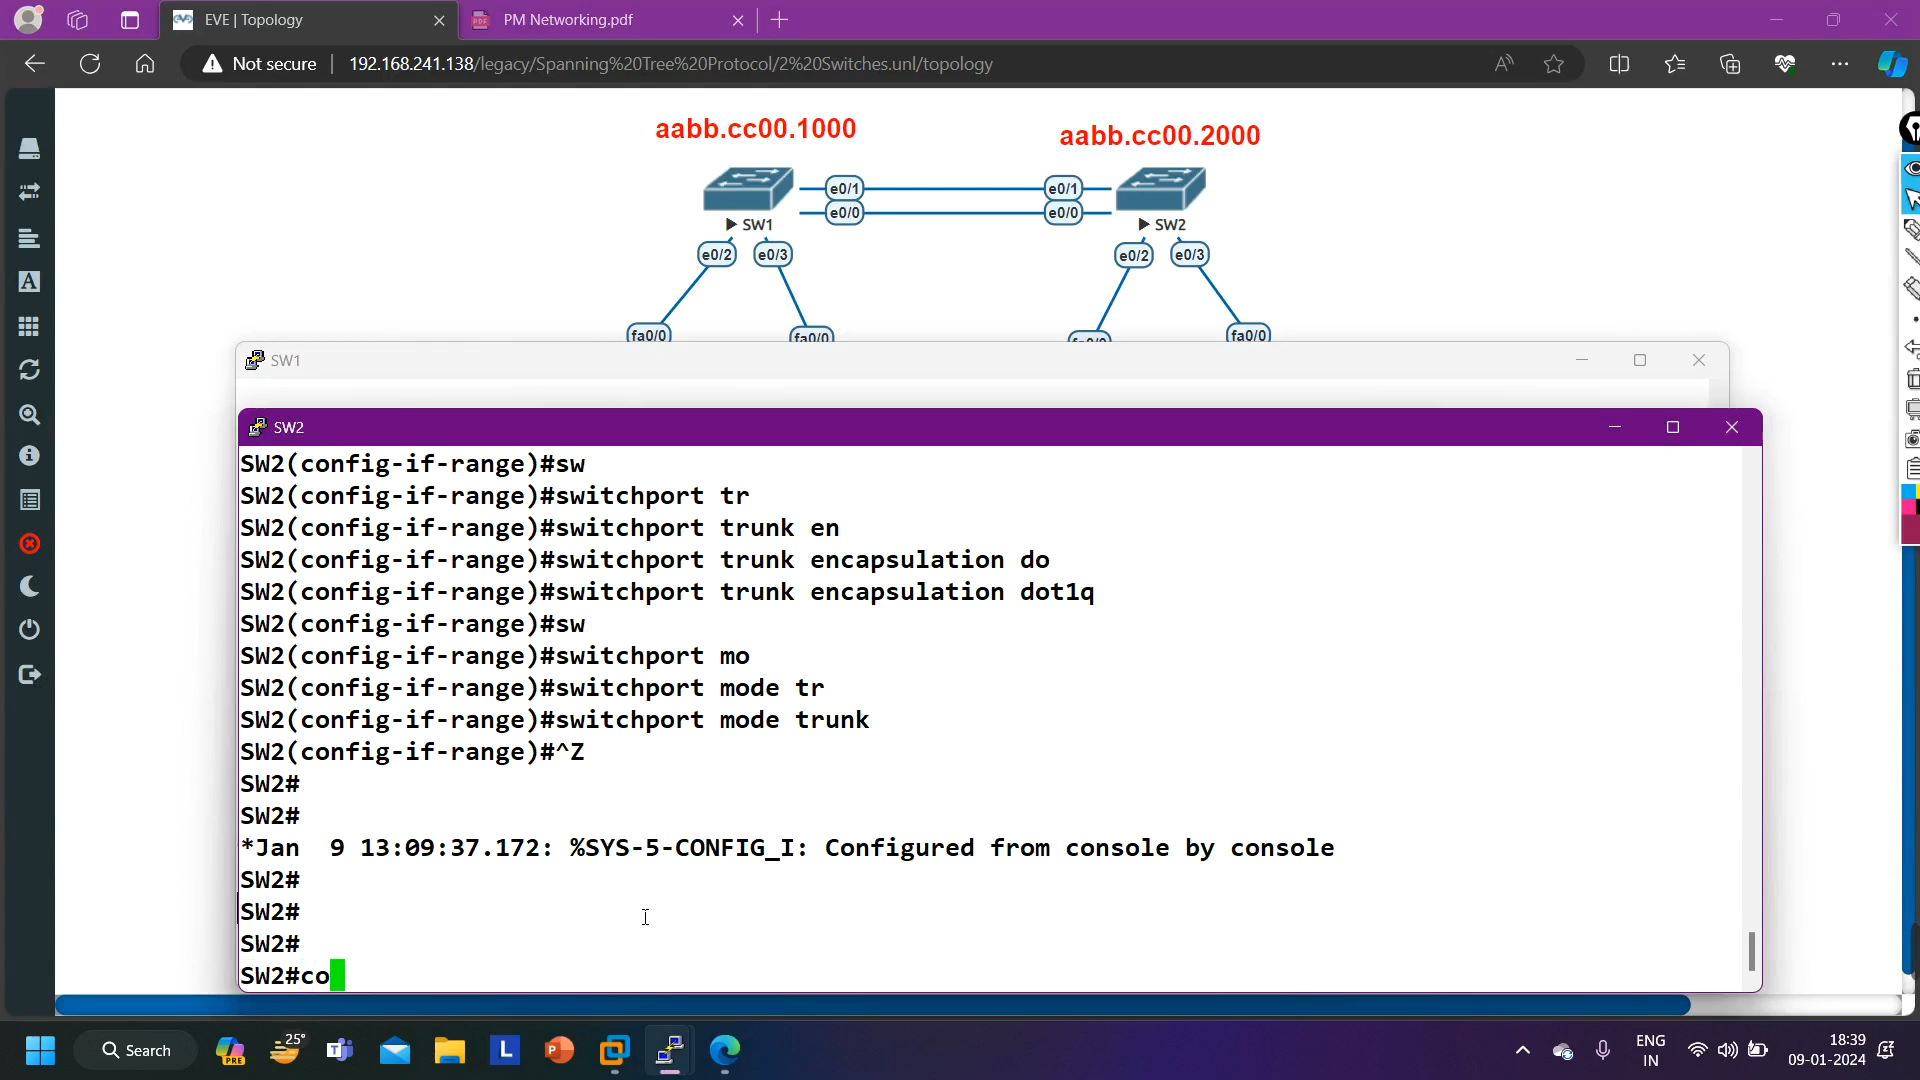 EVE | Topology
PM Networking.pdf
Not secure
192.168.241.138/legacy/Spanning%20Tree%20Protocol/2%20Switches.unl/topology
aabb.cc00.1000
aabb.cc00.2000
e0/1
e0/1
e0/0
e0/0
SW1
SW2
e0/2
e0/3
e0/2
e0/3
fa0/0
fa0/0
fa0/0
fa0/0
SW1
SW2
SW2(config-if-range)#sw
SW2(config-if-range)#switchport tr
SW2(config-if-range)#switchport trunk en
SW2(config-if-range)#switchport trunk encapsulation do
SW2(config-if-range)#switchport trunk encapsulation dot1q
SW2(config-if-range)#sw
SW2(config-if-range)#switchport mo
SW2(config-if-range)#switchport mode tr
SW2(config-if-range)#switchport mode trunk
SW2(config-if-range)#^Z
SW2#
SW2#
*Jan  9 13:09:37.172: %SYS-5-CONFIG_I: Configured from console by console
SW2#
SW2#
SW2#
SW2#co
Search
PRE
25°
L
P
ENG
IN
18:39
09-01-2024